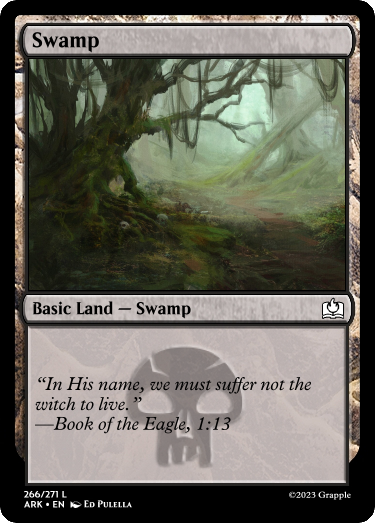 Swamp
Basic Land — Swamp
“In His name, we must suffer not the
witch to live.”
—Book of the Eagle, 1:13
266/271 L
ARK • EN Ed Pulella
©2023 Grapple